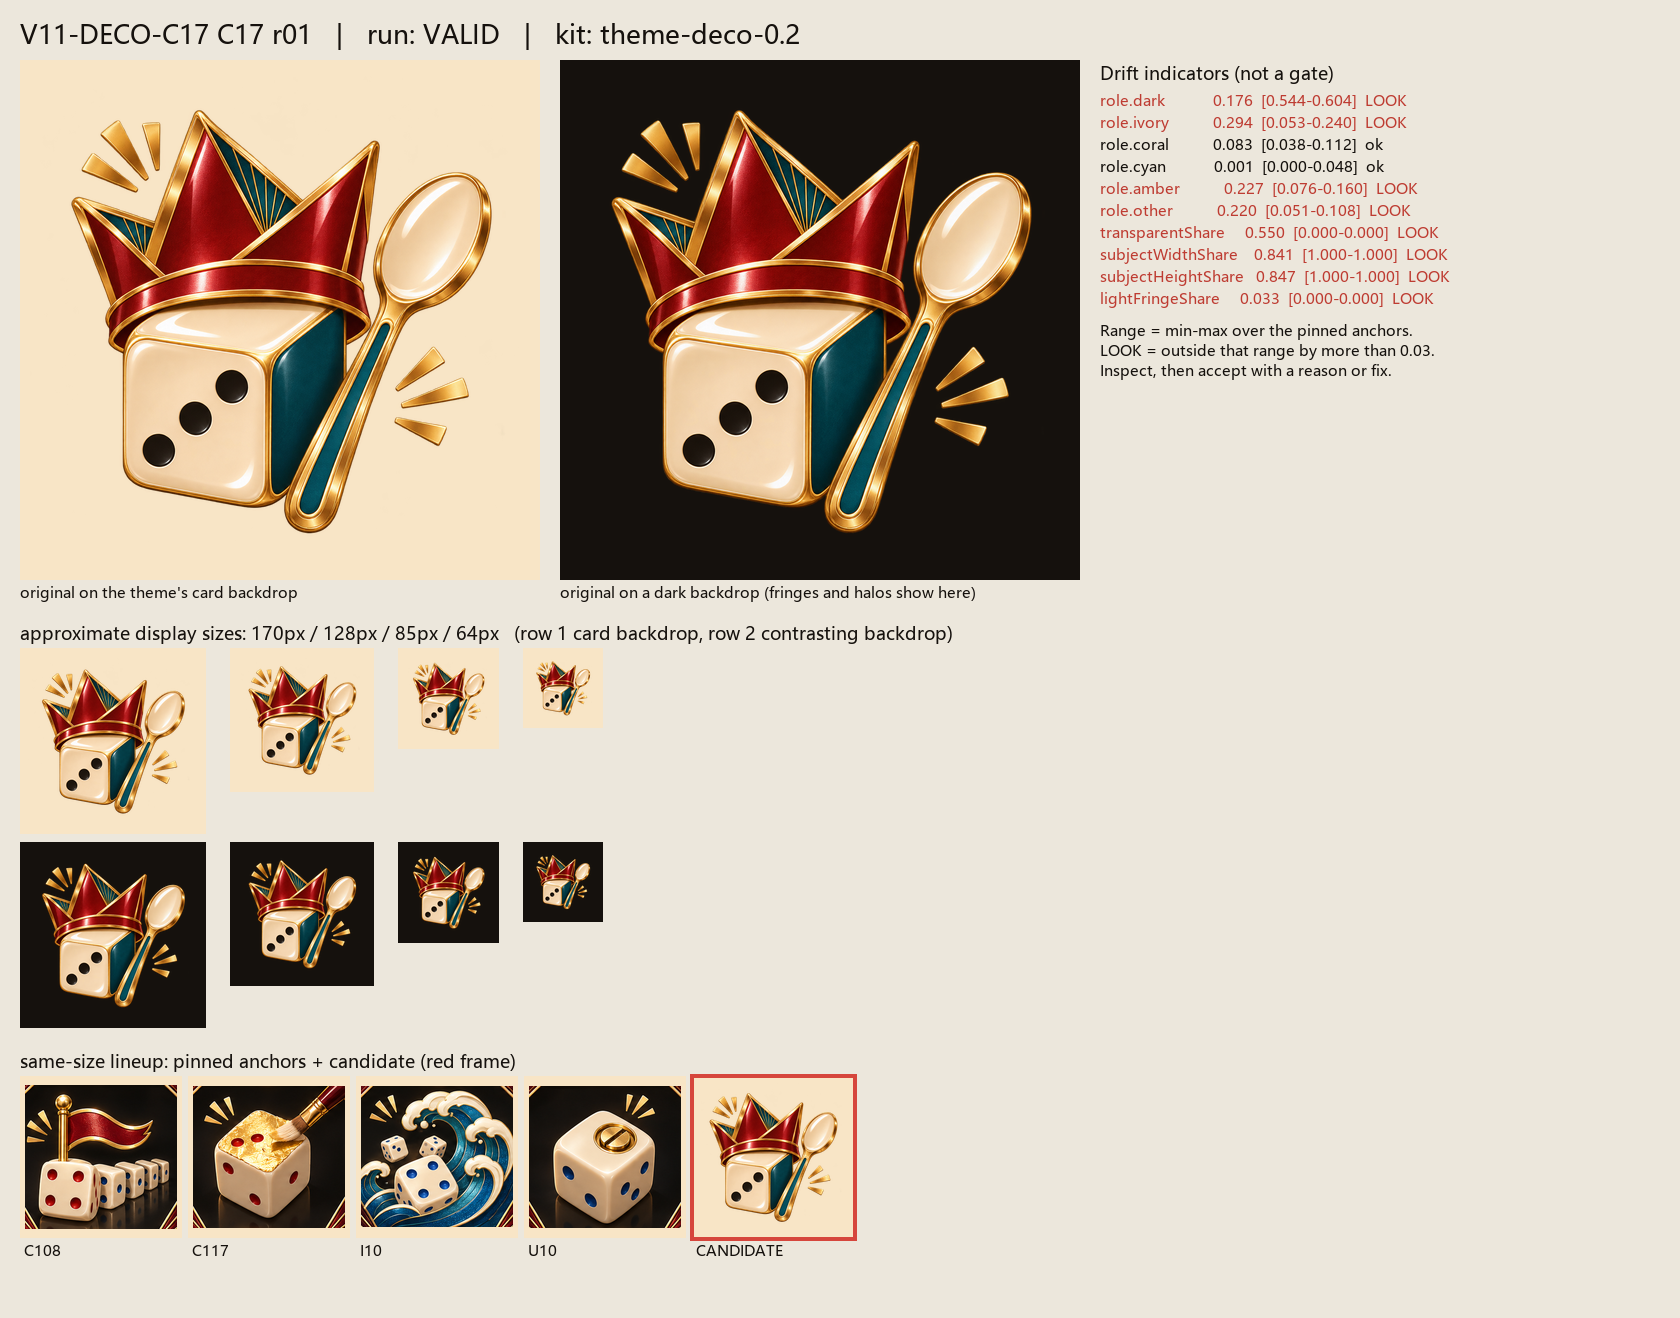 V11-DECO-C17 C17 r01 | run: VALID | kit: theme-deco-0.2
Drift indicators (not a gate)
role.dark 0.176 [0.544-0.604] LOOK
role.ivory 0.294 [0.053-0.240] LOOK
role.coral 0.083 [0.038-0.112] ok
role.cyan 0.001 [0.000-0.048] ok
role.amber 0.227 [0.076-0.160] LOOK
role.other 0.220 [0.051-0.108] LOOK
transparentShare 0.550 [0.000-0.000] LOOK
subjectWidthShare 0.841 [1.000-1.000] LOOK
subjectHeightShare 0.847 [1.000-1.000] LOOK
lightFringeShare 0.033 [0.000-0.000] LOOK
Range = min-max over the pinned anchors.
LOOK = outside that range by more than 0.03.
Inspect, then accept with a reason or fix.
original on the theme's card backdrop
original on a dark backdrop (fringes and halos show here)
approximate display sizes: 170px / 128px / 85px / 64px (row 1 card backdrop, row 2 contrasting backdrop)
same-size lineup: pinned anchors + candidate (red frame)
C108
C117
I10
U10
CANDIDATE